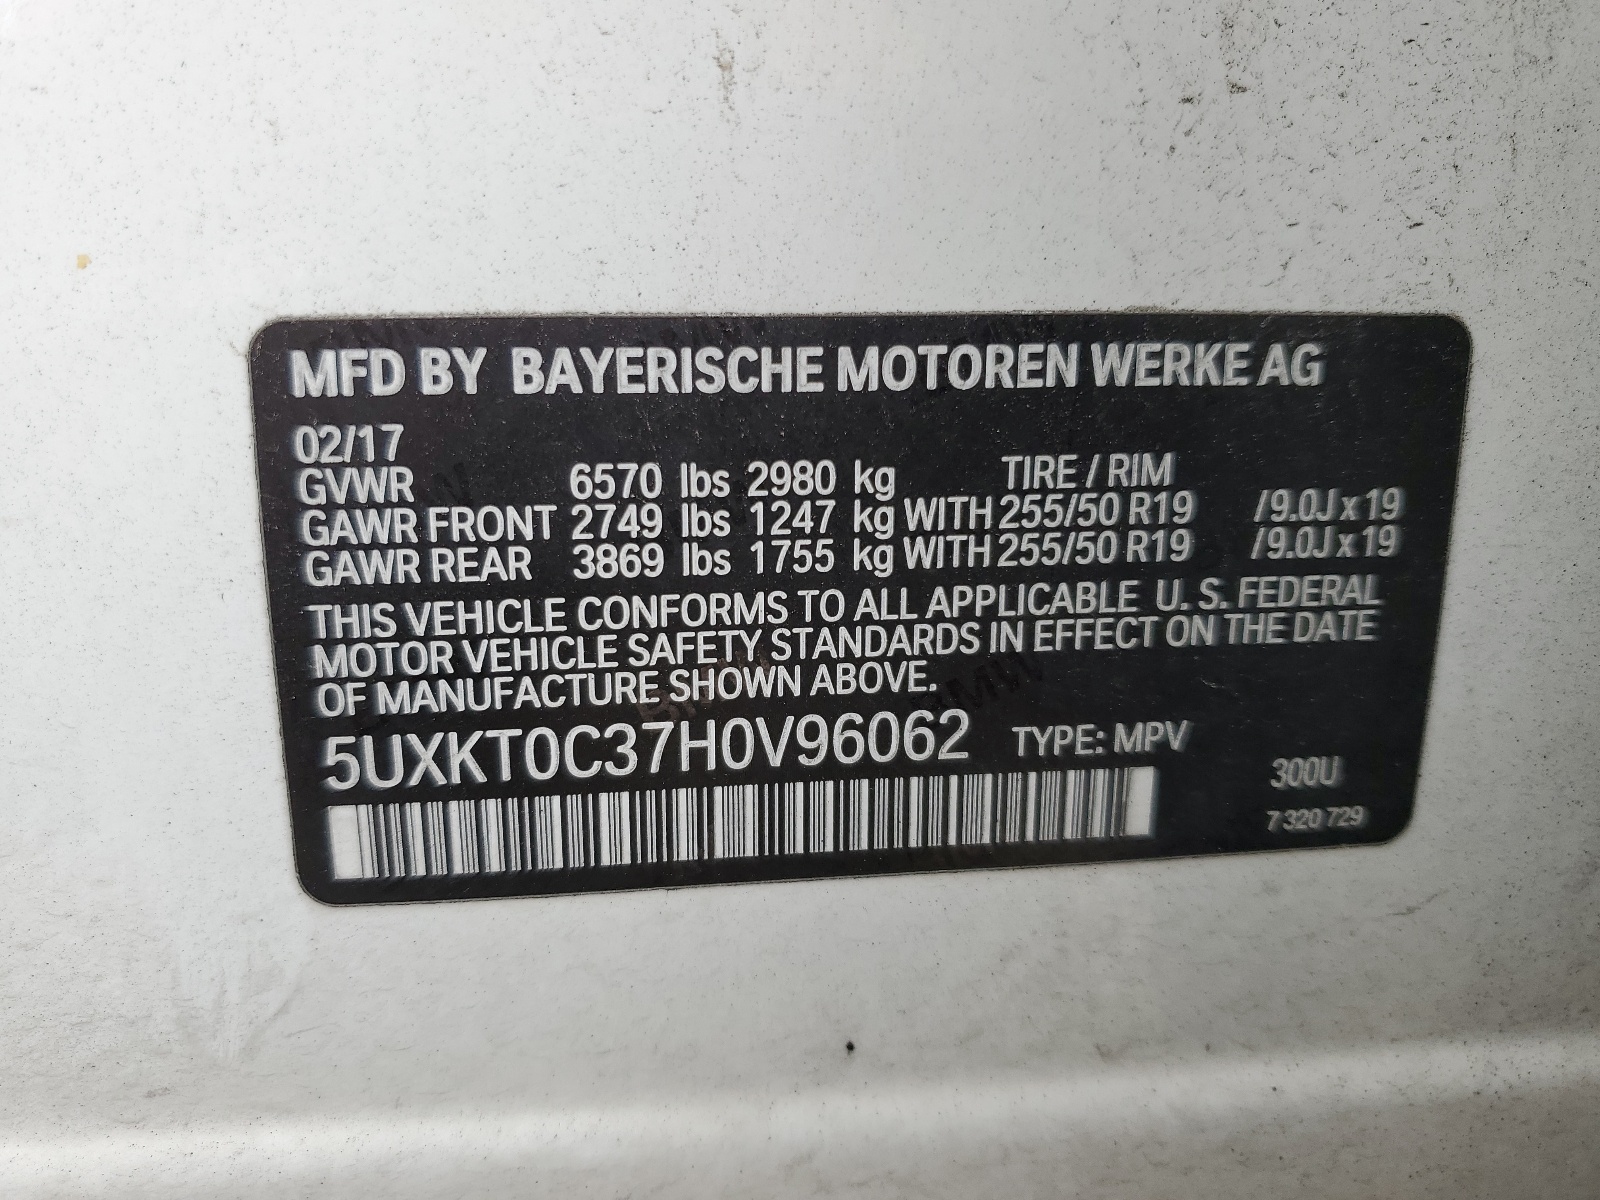 MFD BY BAYERISCHE MOTOREN WERKE AG
02/17
GVWR 6570 lbs 2980 kg TIRE / RIM
GAWR FRONT 2749 lbs 1247 kg WITH 255/50 R19 /9.0J x 19
GAWR REAR 3869 lbs 1755 kg WITH 255/50 R19 /9.0J x 19
THIS VEHICLE CONFORMS TO ALL APPLICABLE U. S. FEDERAL
MOTOR VEHICLE SAFETY STANDARDS IN EFFECT ON THE DATE
OF MANUFACTURE SHOWN ABOVE.
5UXKT0C37H0V96062 TYPE: MPV
300U
7 320 729